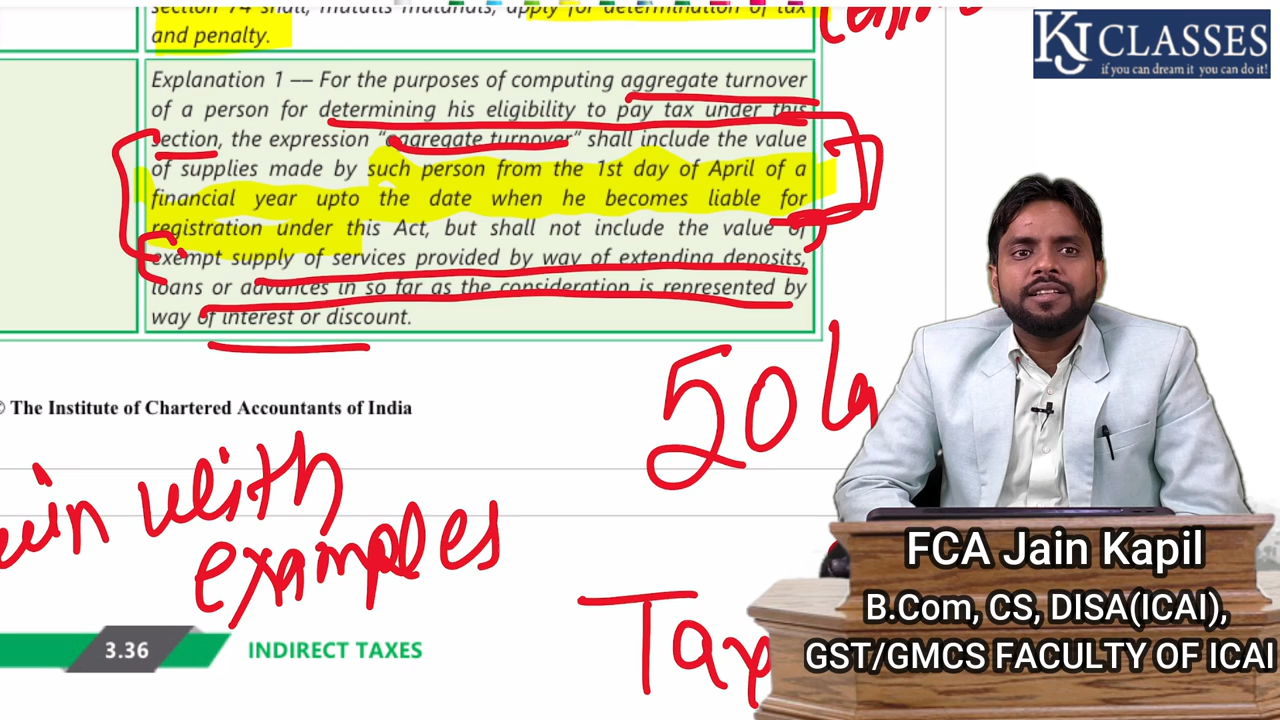 section 74 shall, mutatis mutandis, apply for determination of tax
and penalty.
KJ CLASSES
if you can dream it you can do it!
Explanation 1 –– For the purposes of computing aggregate turnover
of a person for determining his eligibility to pay tax under this
section, the expression “aggregate turnover” shall include the value
of supplies made by such person from the 1st day of April of a
financial year upto the date when he becomes liable for
registration under this Act, but shall not include the value of
exempt supply of services provided by way of extending deposits,
loans or advances in so far as the consideration is represented by
way of interest or discount.
50
© The Institute of Chartered Accountants of India
with
examples
Tax
FCA Jain Kapil
B.Com, CS, DISA(ICAI),
GST/GMCS FACULTY OF ICAI
3.36 INDIRECT TAXES